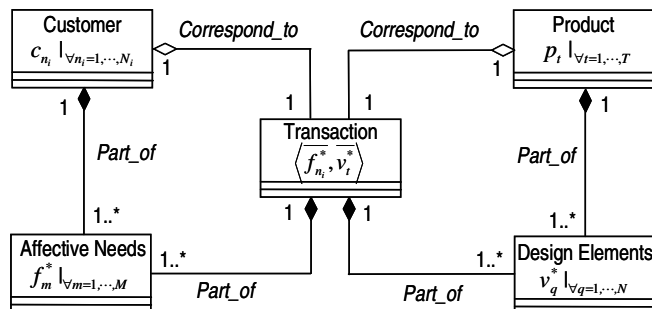 Customer
c_{n_i} |_{∀n_i=1,⋯,N_i}
Correspond_to
1
1
Correspond_to
1
1
Product
p_t |_{∀t=1,⋯,T}
1
1
Part_of
Transaction
⟨\overline{f^*_{n_i}}, \overline{v^*_t}⟩
Part_of
1
1
1..*
1..*
Affective Needs
f^*_m |_{∀m=1,⋯,M}
1..*
Part_of
1..*
Part_of
Design Elements
v^*_q |_{∀q=1,⋯,N}